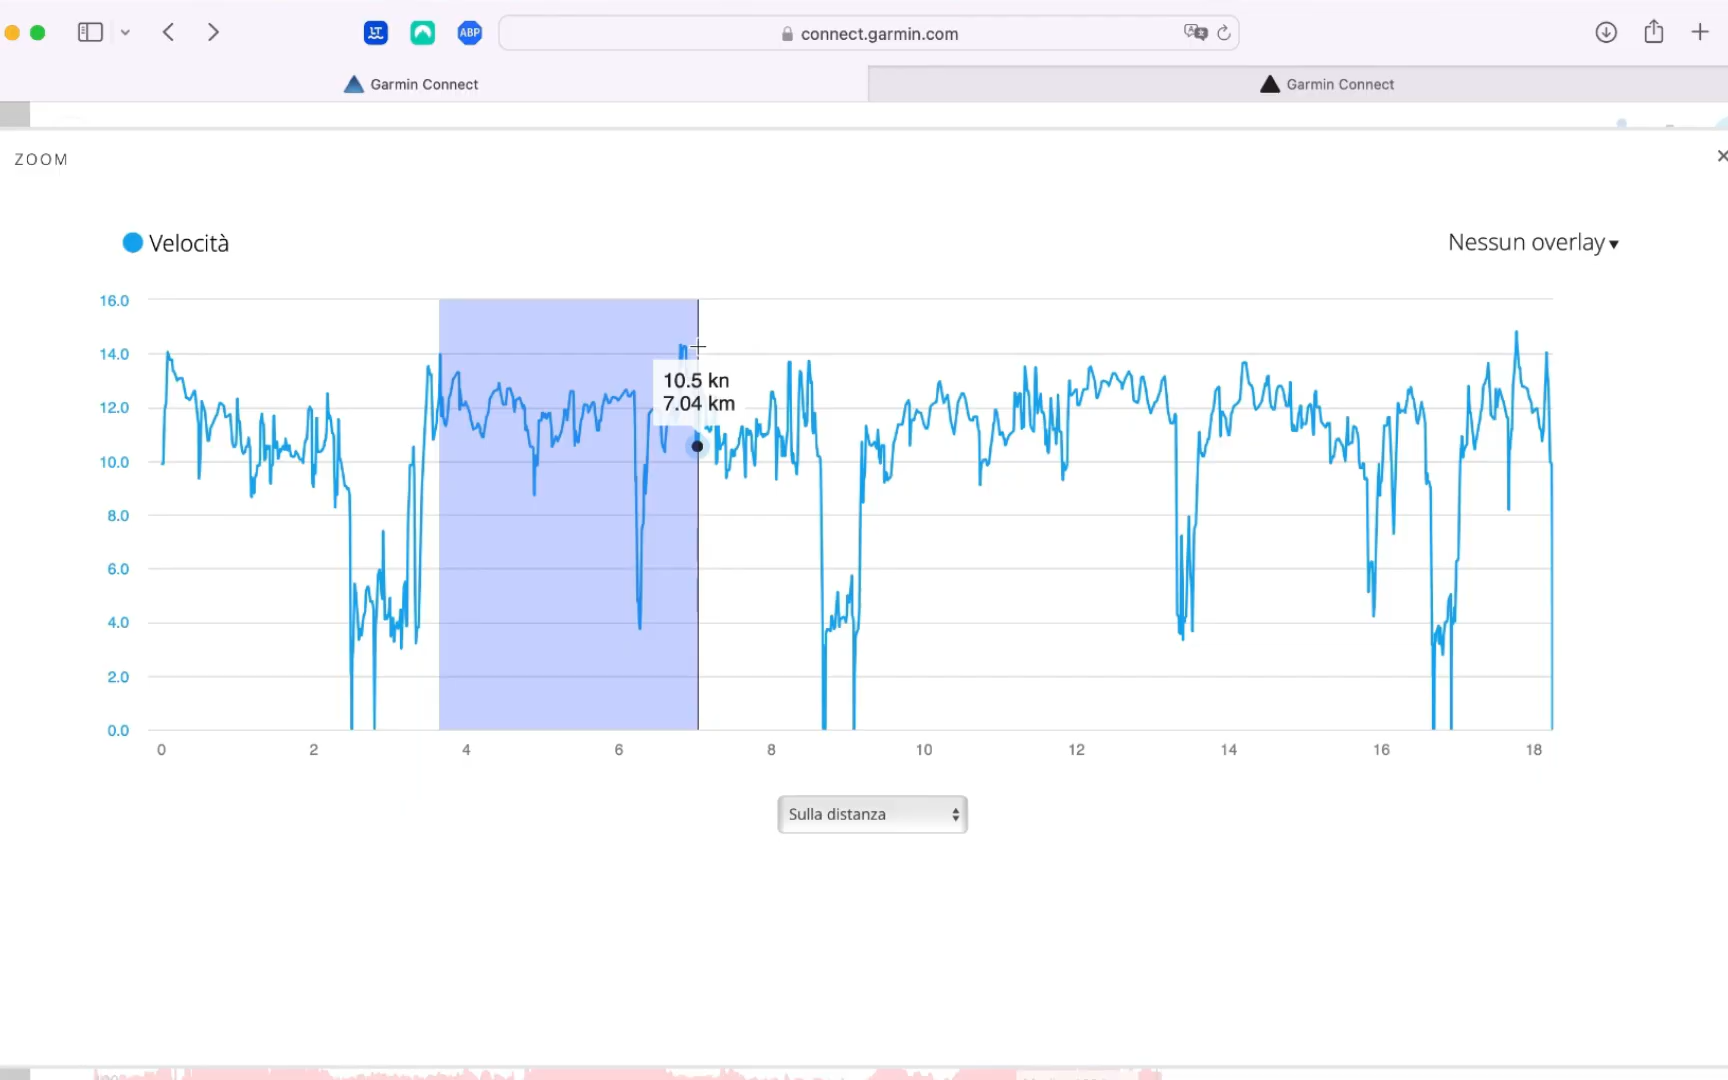 ABP
connect.garmin.com
Garmin Connect
Garmin Connect
ZOOM
Velocità
Nessun overlay
16.0
14.0
12.0
10.0
8.0
6.0
4.0
2.0
0.0
10.5 kn
7.04 km
0 2 4 6 8 10 12 14 16 18
Sulla distanza